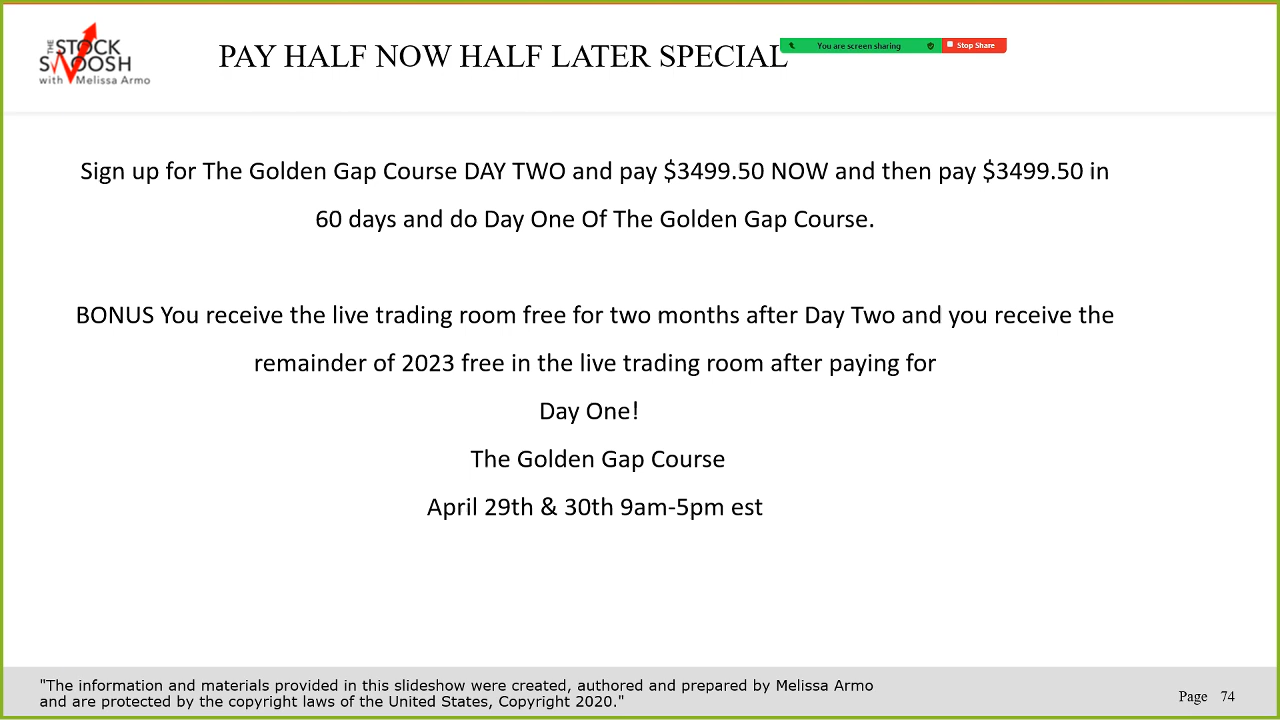 THE STOCK
SWOOSH
with Melissa Armo
PAY HALF NOW HALF LATER SPECIAL
You are screen sharing
Stop Share
Sign up for The Golden Gap Course DAY TWO and pay $3499.50 NOW and then pay $3499.50 in
60 days and do Day One Of The Golden Gap Course.
BONUS You receive the live trading room free for two months after Day Two and you receive the
remainder of 2023 free in the live trading room after paying for
Day One!
The Golden Gap Course
April 29th & 30th 9am-5pm est
"The information and materials provided in this slideshow were created, authored and prepared by Melissa Armo
and are protected by the copyright laws of the United States, Copyright 2020."
Page 74